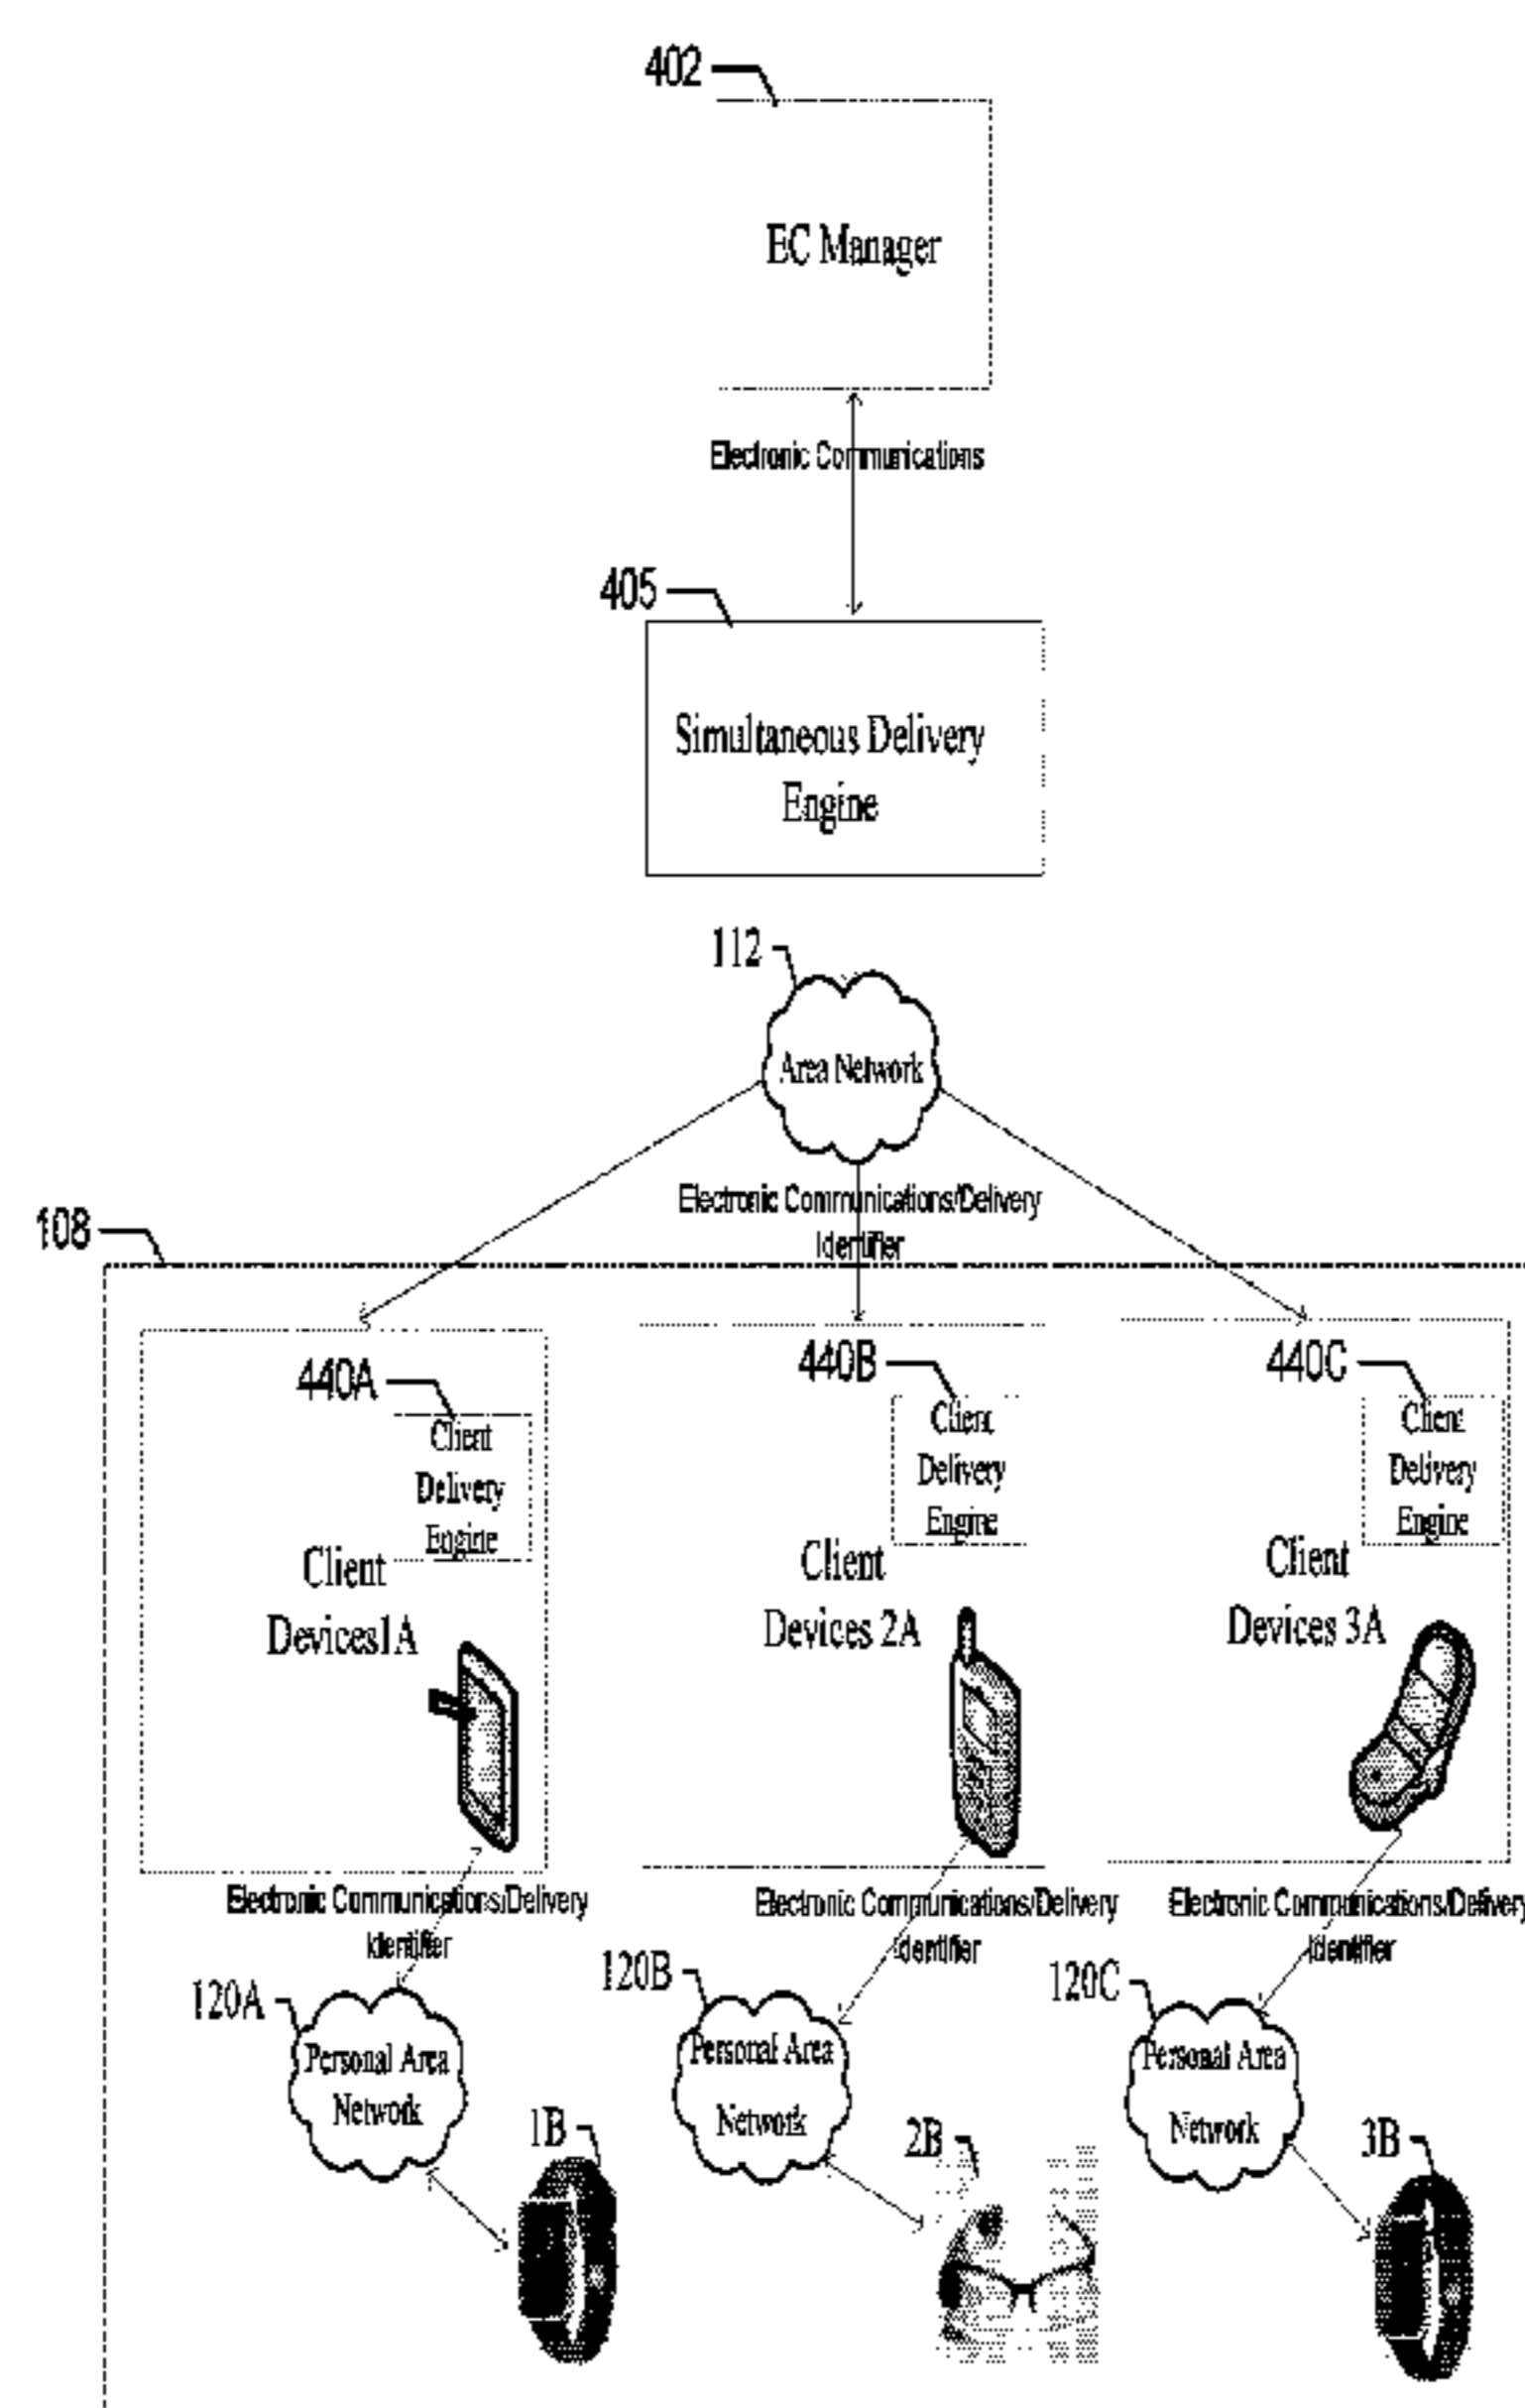 402
EC Manager
Electronic Communications
405
Simultaneous Delivery
Engine
112
Area Network
Electronic Communications/Delivery
Identifier
108
440A
440B
440C
Client
Delivery
Engine
Client
Devices1A
Client
Delivery
Engine
Client
Devices 2A
Client
Delivery
Engine
Client
Devices 3A
Electronic Communications/Delivery
Identifier
Electronic Communications/Delivery
Identifier
Electronic Communications/Delivery
Identifier
120A
Personal Area
Network
120B
Personal Area
Network
120C
Personal Area
Network
1B
2B
3B